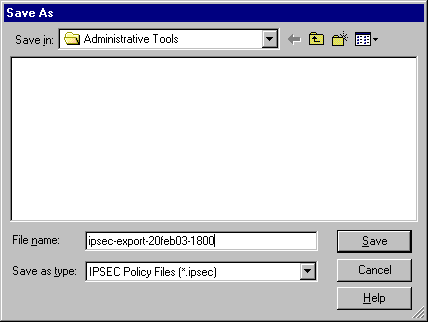 Save As
Save in: Administrative Tools
File name: ipsec-export-20feb03-1800 Save
Save as type: IPSEC Policy Files (*.ipsec) Cancel
Help